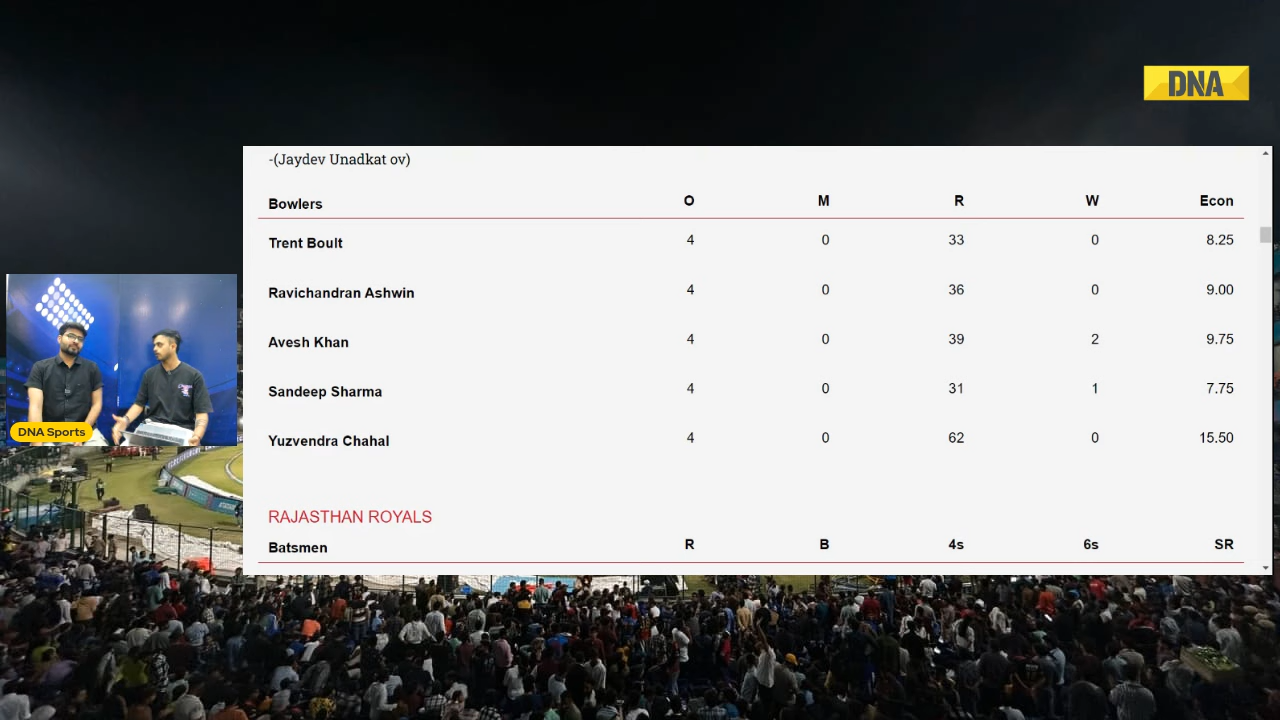 DNA
-(Jaydev Unadkat ov)
Bowlers O M R W Econ
Trent Boult 4 0 33 0 8.25
Ravichandran Ashwin 4 0 36 0 9.00
Avesh Khan 4 0 39 2 9.75
Sandeep Sharma 4 0 31 1 7.75
Yuzvendra Chahal 4 0 62 0 15.50
DNA Sports
RAJASTHAN ROYALS
Batsmen R B 4s 6s SR